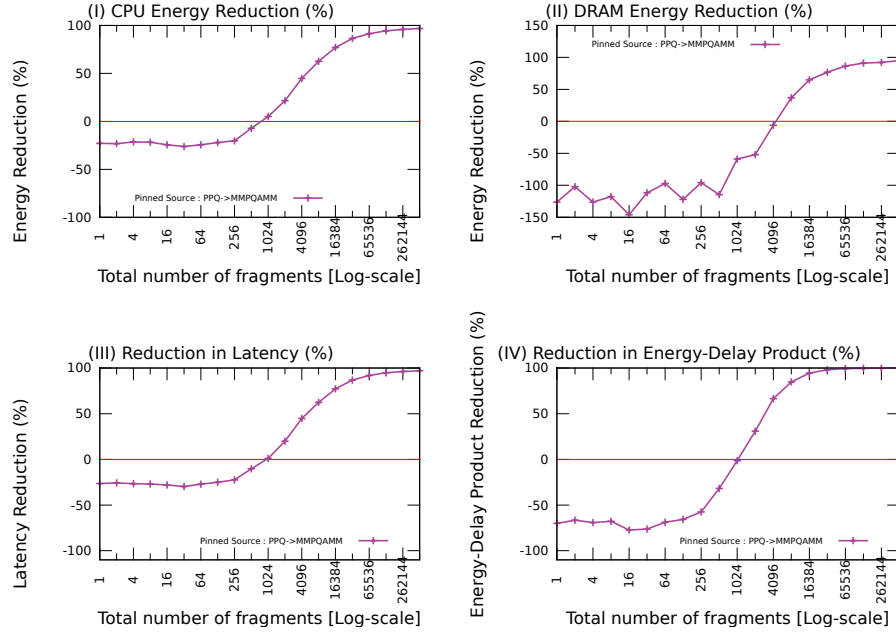 (I) CPU Energy Reduction (%)
Energy Reduction (%)
100
50
0
-50
-100
Pinned Source : PPQ->MMPQAMM
1 4 16 64 256 1024 4096 16384 65536 262144
Total number of fragments [Log-scale]
(II) DRAM Energy Reduction (%)
Energy Reduction (%)
150
100
50
0
-50
-100
-150
Pinned Source : PPQ->MMPQAMM
1 4 16 64 256 1024 4096 16384 65536 262144
Total number of fragments [Log-scale]
(III) Reduction in Latency (%)
Latency Reduction (%)
100
50
0
-50
-100
Pinned Source : PPQ->MMPQAMM
1 4 16 64 256 1024 4096 16384 65536 262144
Total number of fragments [Log-scale]
(IV) Reduction in Energy-Delay Product (%)
Energy-Delay Product Reduction (%)
100
50
0
-50
-100
Pinned Source : PPQ->MMPQAMM
1 4 16 64 256 1024 4096 16384 65536 262144
Total number of fragments [Log-scale]